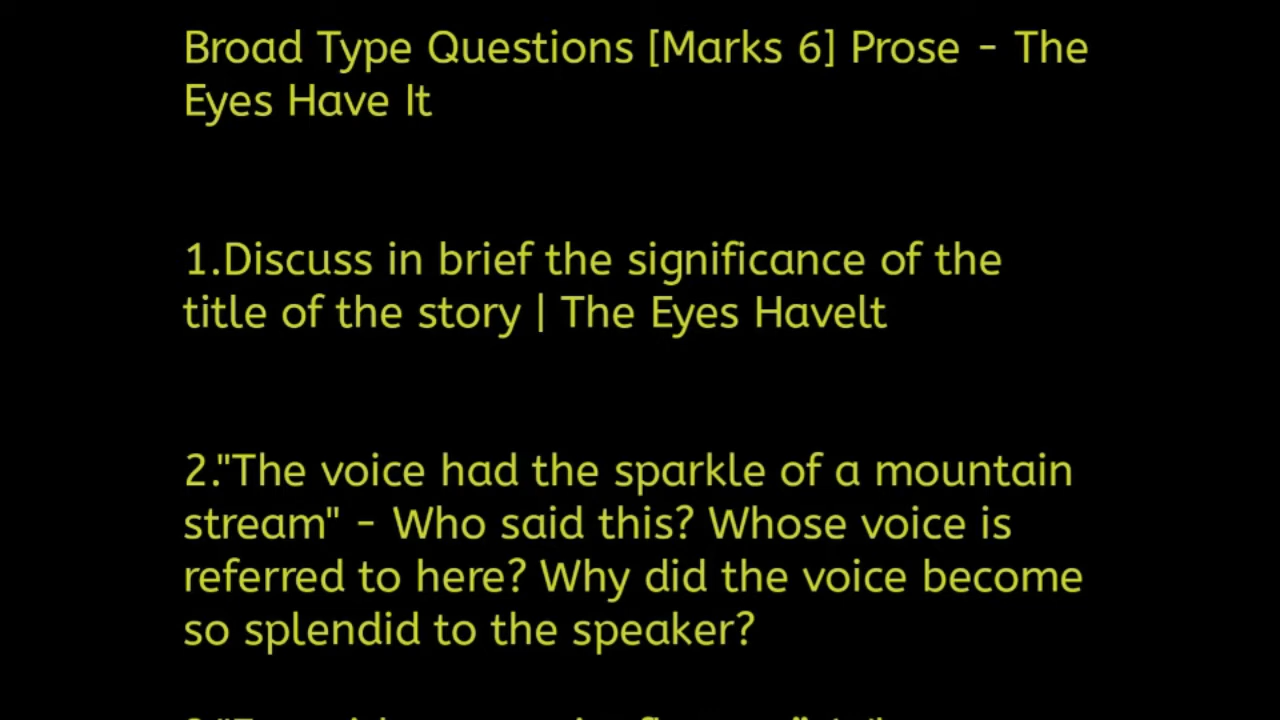 Broad Type Questions [Marks 6] Prose - The
Eyes Have It
1.Discuss in brief the significance of the
title of the story | The Eyes Havelt
2."The voice had the sparkle of a mountain
stream" - Who said this? Whose voice is
referred to here? Why did the voice become
so splendid to the speaker?